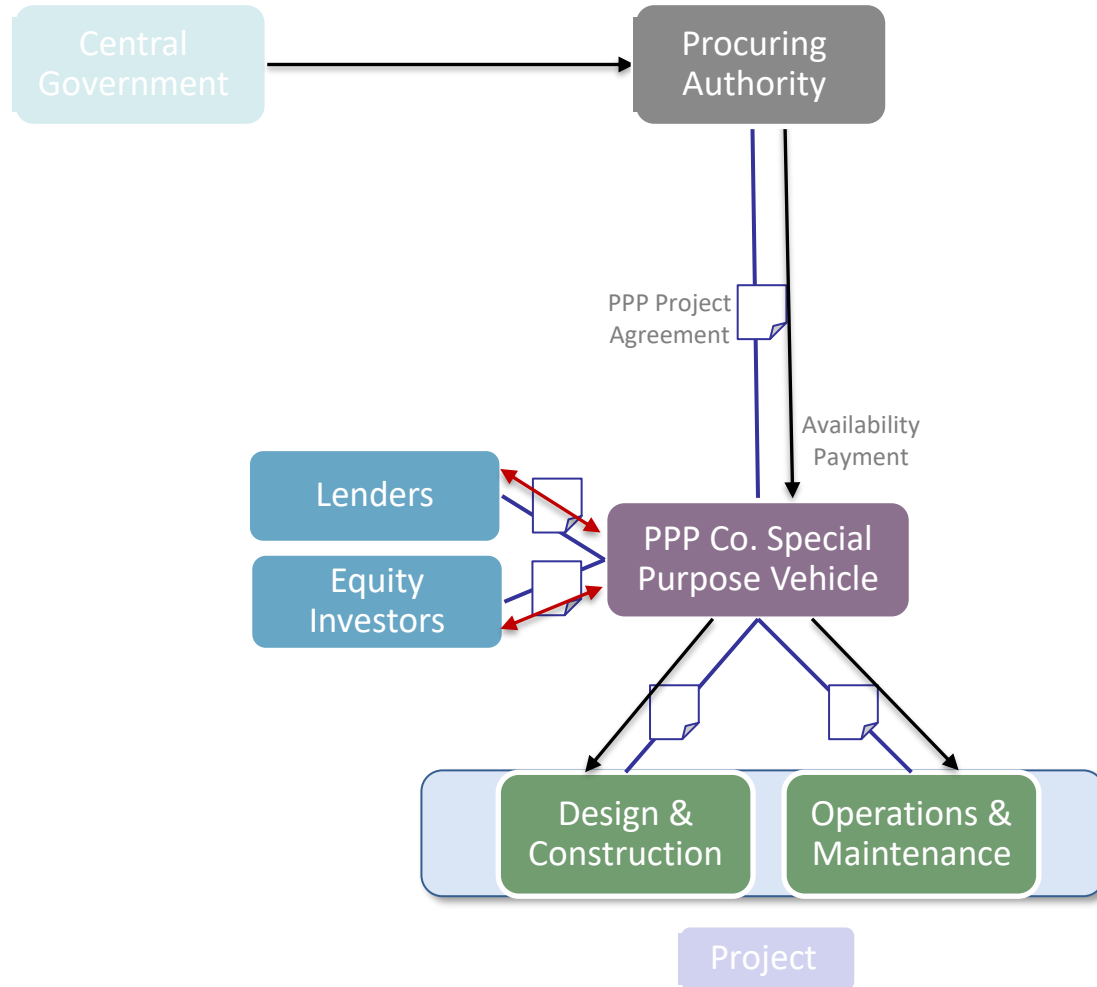 Central
Government
Procuring
Authority
PPP Project
Agreement
Availability
Payment
Lenders
PPP Co. Special
Purpose Vehicle
Equity
Investors
Design &
Construction
Operations &
Maintenance
Project